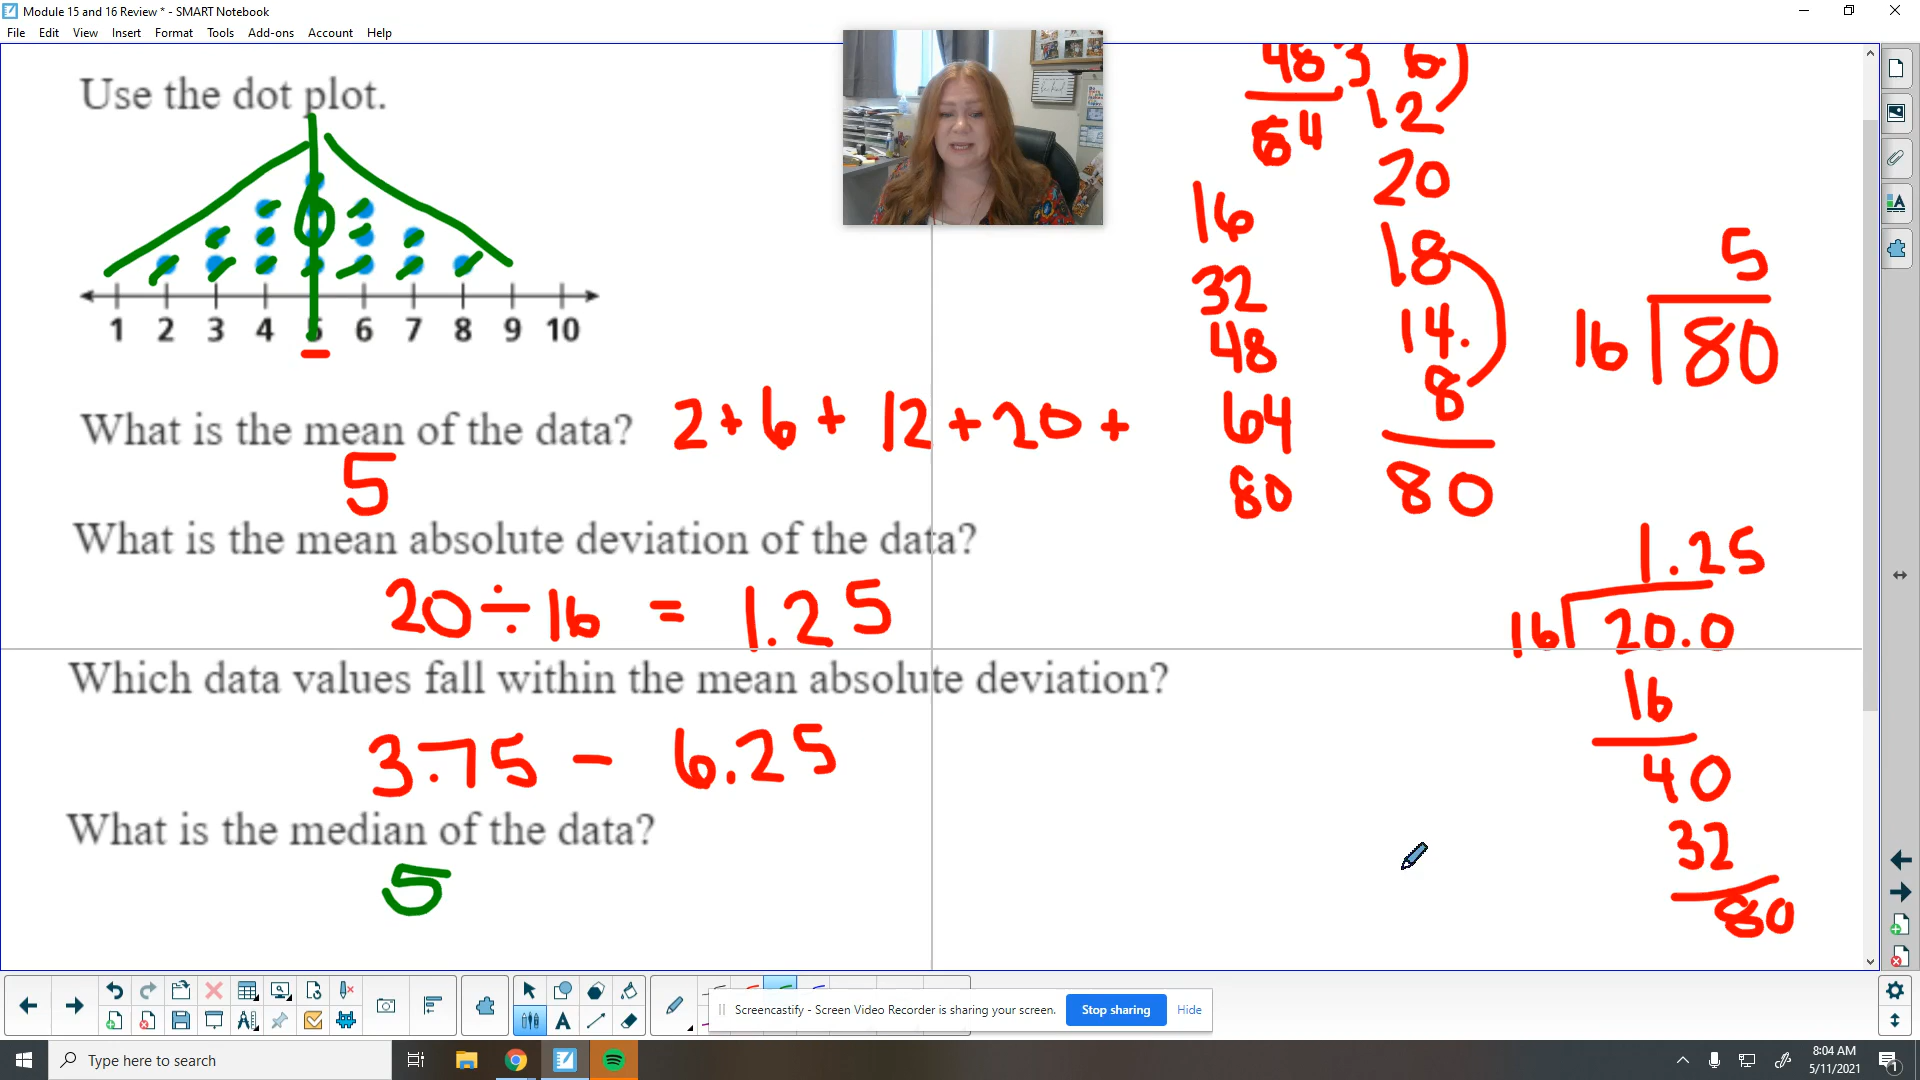 Module 15 and 16 Review * - SMART Notebook
File Edit View Insert Format Tools Add-ons Account Help
Use the dot plot.
1 2 3 4 5 6 7 8 9 10
What is the mean of the data? 2 + 6 + 12 + 20 +
5
What is the mean absolute deviation of the data?
20 ÷ 16 = 1.25
Which data values fall within the mean absolute deviation?
3.75 - 6.25
What is the median of the data?
5
48
64
16
32
48
64
80
3 6
12
20
18
14.
8
80
5
16 80
1.25
16 20.0
16
40
32
80
Screencastify - Screen Video Recorder is sharing your screen. Stop sharing Hide
Type here to search
8:04 AM
5/11/2021
1